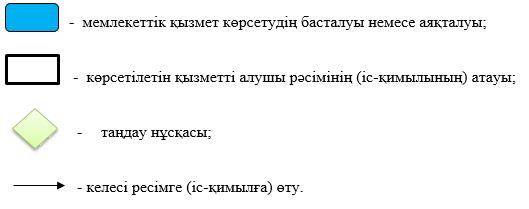 - мемлекеттік қызмет көрсетудің басталуы немесе аяқталуы;
- көрсетілетін қызметті алушы рәсімінің (іс-қимылының) атауы;
- таңдау нұсқасы;
- келесі ресімге (іс-қимылға) өту.